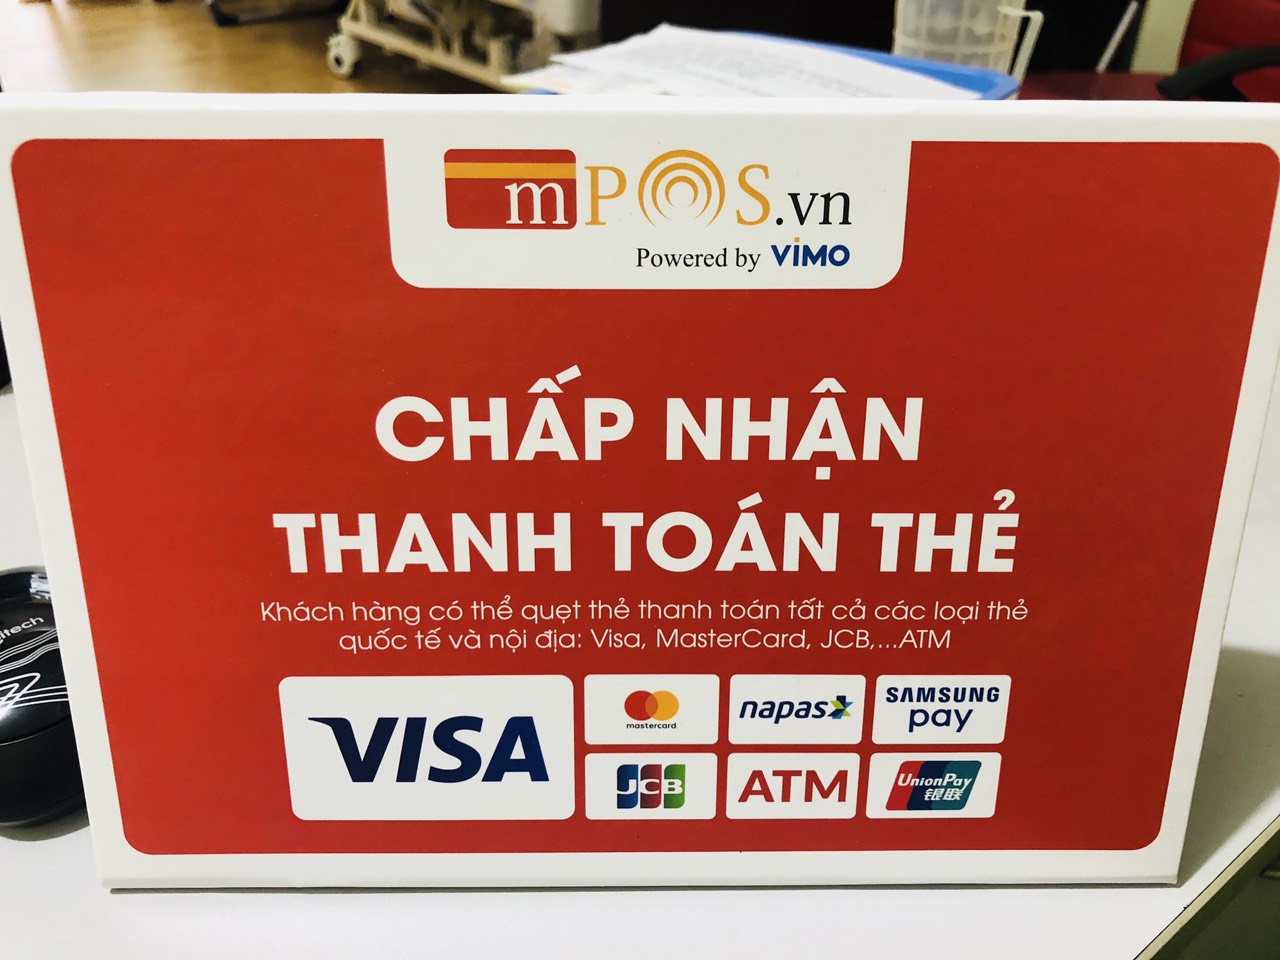 mPOS.vn
Powered by ViMO
CHẤP NHẬN
THANH TOÁN THẺ
Khách hàng có thể quẹt thẻ thanh toán tất cả các loại thẻ
quốc tế và nội địa: Visa, MasterCard, JCB,...ATM
VISA
mastercard
napas
SAMSUNG
pay
JCB
ATM
UnionPay
银联